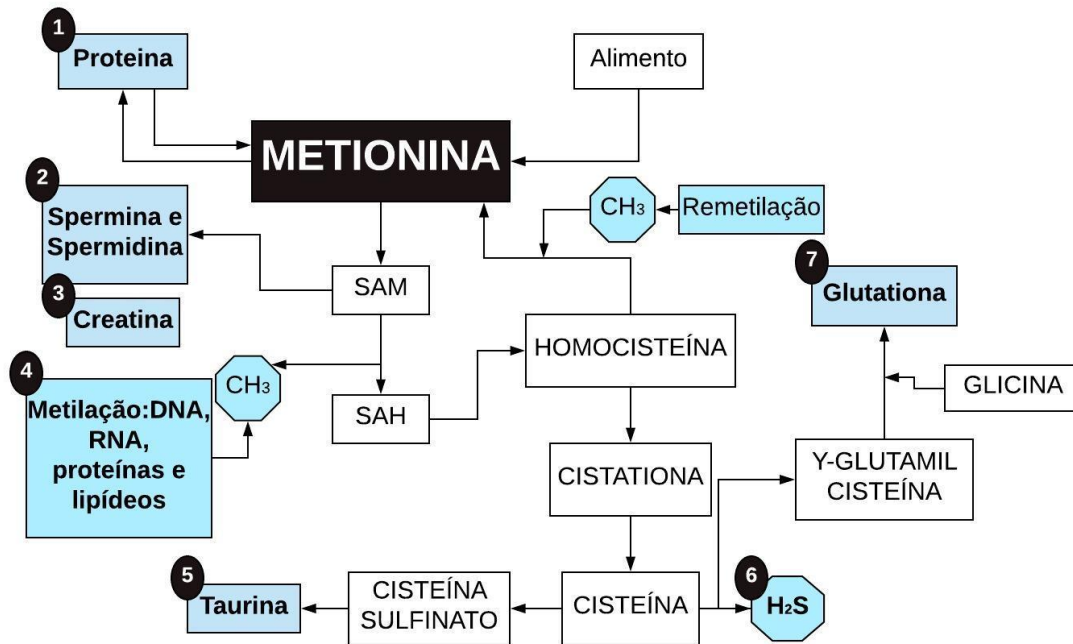 1
Proteina
Alimento
METIONINA
2
Spermina e
Spermidina
CH₃
Remetilação
7
Glutationa
SAM
3
Creatina
HOMOCISTEÍNA
4
CH₃
GLICINA
Metilação:DNA,
RNA,
proteínas e
lipídeos
SAH
Y-GLUTAMIL
CISTEÍNA
CISTATIONA
5
Taurina
CISTEÍNA
SULFINATO
CISTEÍNA
6
H₂S